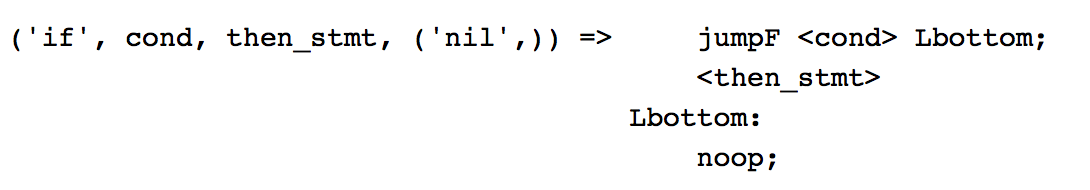 ('if', cond, then_stmt, ('nil',)) => jumpF <cond> Lbottom;
<then_stmt>
Lbottom:
noop;